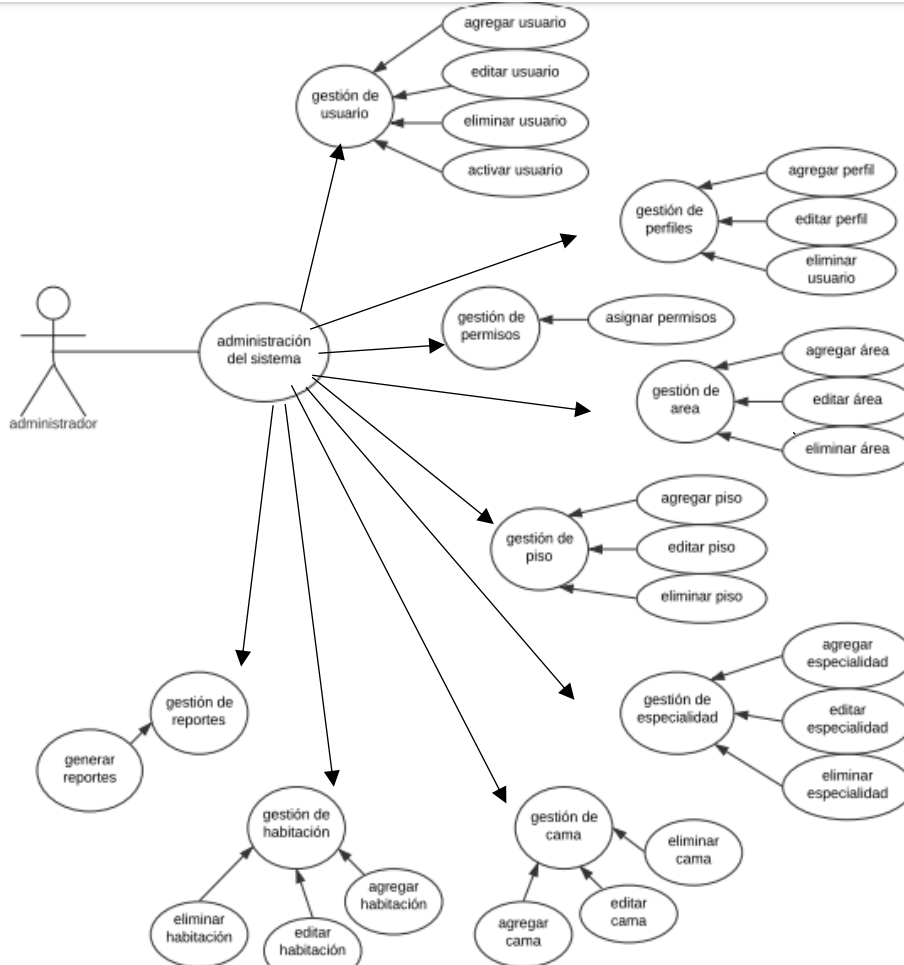 agregar usuario
editar usuario
gestión de
usuario
eliminar usuario
activar usuario
agregar perfil
gestión de
perfiles
editar perfil
eliminar
usuario
gestión de
permisos
asignar permisos
administración
del sistema
administrador
agregar área
gestión de
area
editar área
eliminar área
agregar piso
gestión de
piso
editar piso
eliminar piso
agregar
especialidad
gestión de
especialidad
editar
especialidad
eliminar
especialidad
gestión de
reportes
generar
reportes
gestión de
habitación
agregar
habitación
eliminar
habitación
editar
habitación
gestión de
cama
eliminar
cama
editar
cama
agregar
cama